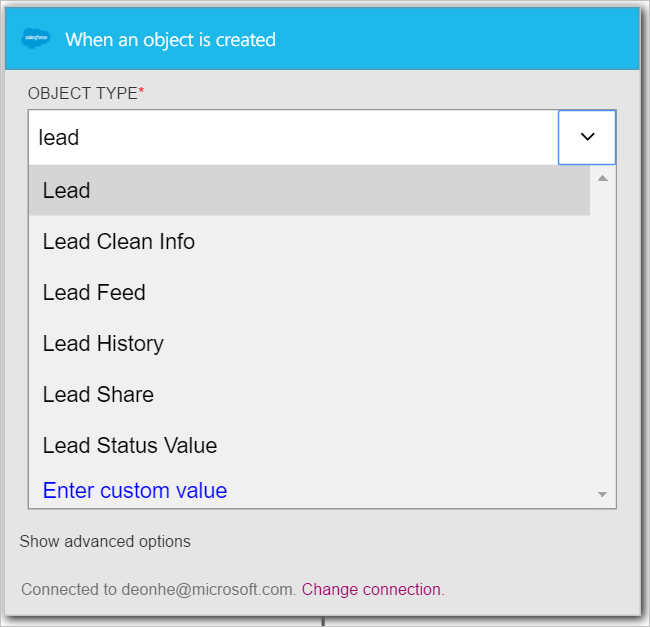 salesforce
When an object is created
OBJECT TYPE*
lead
Lead
Lead Clean Info
Lead Feed
Lead History
Lead Share
Lead Status Value
Enter custom value
Show advanced options
Connected to deonhe@microsoft.com. Change connection.